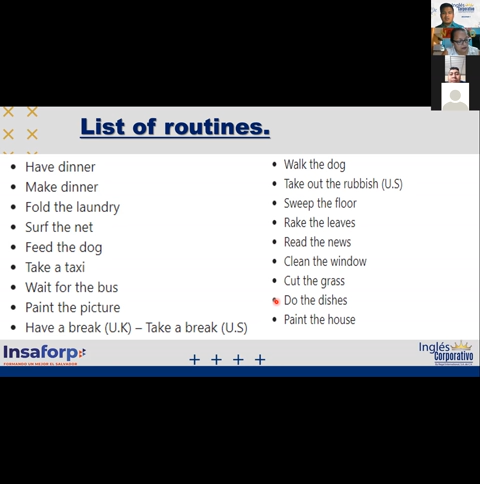 List of routines.
Have dinner
Make dinner
Fold the laundry
Surf the net
Feed the dog
Take a taxi
Wait for the bus
Paint the picture
Have a break (U.K) – Take a break (U.S)
Walk the dog
Take out the rubbish (U.S)
Sweep the floor
Rake the leaves
Read the news
Clean the window
Cut the grass
Do the dishes
Paint the house
Insaforp
FORMANDO UN MEJOR EL SALVADOR
Inglés
Corporativo